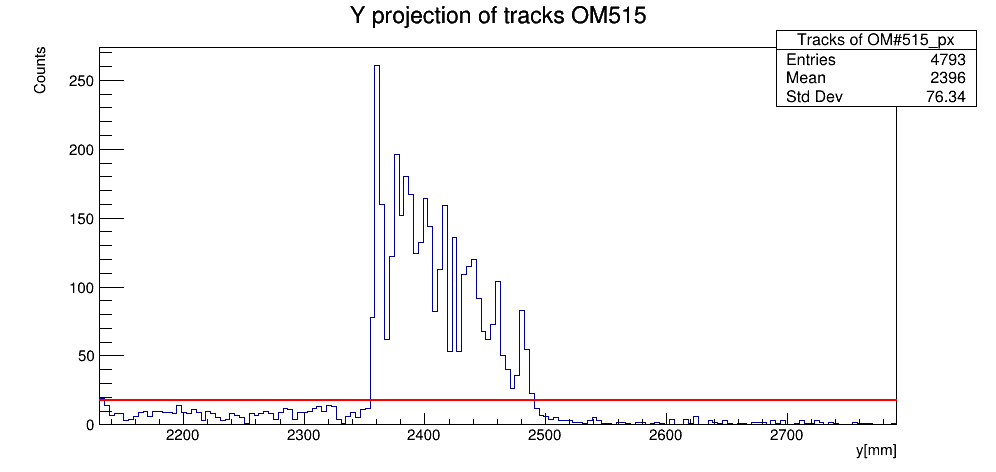 Y projection of tracks OM515
Tracks of OM#515_px
Entries 4793
Mean 2396
Std Dev 76.34
Counts
250
200
150
100
50
0
2200 2300 2400 2500 2600 2700
y[mm]